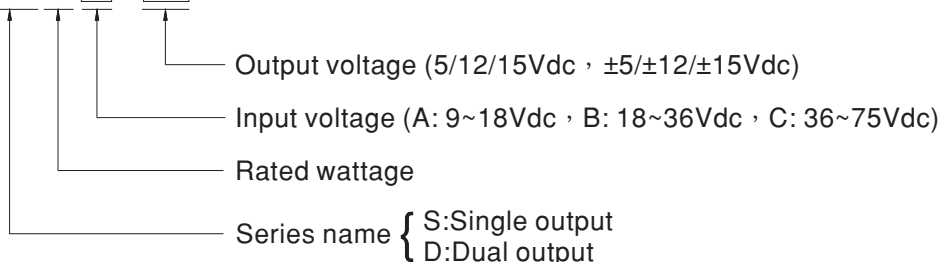 Output voltage (5/12/15Vdc，±5/±12/±15Vdc)
Input voltage (A: 9~18Vdc，B: 18~36Vdc，C: 36~75Vdc)
Rated wattage
Series name { S:Single output
D:Dual output